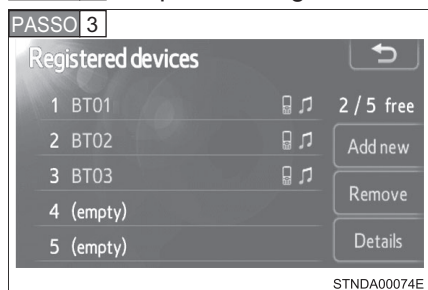 PASSO 3
Registered devices
1 BT01
2 / 5 free
2 BT02
Add new
3 BT03
Remove
4 (empty)
5 (empty)
Details
STNDA00074E